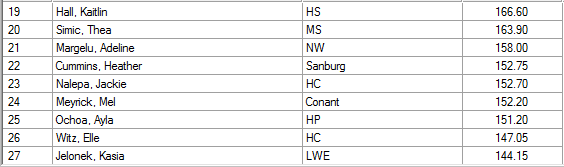 19 Hall, Kaitlin HS 166.60
20 Simic, Thea MS 163.90
21 Margelu, Adeline NW 158.00
22 Cummins, Heather Sanburg 152.75
23 Nalepa, Jackie HC 152.70
24 Meyrick, Mel Conant 152.20
25 Ochoa, Ayla HP 151.20
26 Witz, Elle HC 147.05
27 Jelonek, Kasia LWE 144.15